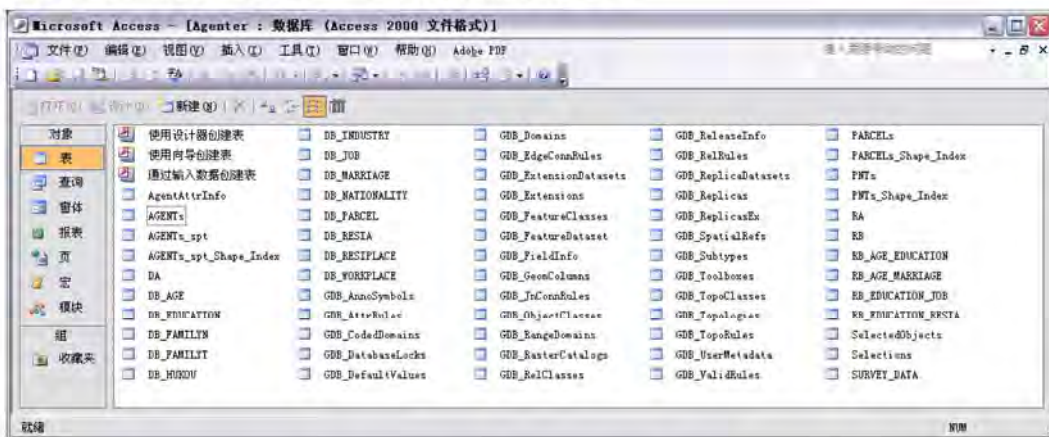 Microsoft Access - [Agenter : 数据库 (Access 2000 文件格式)]
文件(F) 编辑(E) 视图(V) 插入(I) 工具(T) 窗口(W) 帮助(H) Adobe PDF
新建(N)
对象
表
查询
窗体
报表
页
宏
模块
组
收藏夹
使用设计器创建表
使用向导创建表
通过输入数据创建表
AgentAttrInfo
AGENTs
AGENTs_spt
AGENTs_spt_Shape_Index
DA
DB_AGE
DB_EDUCATION
DB_FAMILYN
DB_FAMILYT
DB_HUKOU
DB_INDUSTRY
DB_JOB
DB_MARRIAGE
DB_NATIONALITY
DB_PARCEL
DB_RESIA
DB_RESIPLACE
DB_WORKPLACE
GDB_AnnoSymbols
GDB_AttrRules
GDB_CodedDomains
GDB_DatabaseLocks
GDB_DefaultValues
GDB_Domains
GDB_EdgeConnRules
GDB_ExtensionDatasets
GDB_Extensions
GDB_FeatureClasses
GDB_FeatureDataset
GDB_FieldInfo
GDB_GeomColumns
GDB_JnConnRules
GDB_ObjectClasses
GDB_RangeDomains
GDB_RasterCatalogs
GDB_RelClasses
GDB_ReleaseInfo
GDB_RelRules
GDB_ReplicaDatasets
GDB_Replicas
GDB_ReplicasEx
GDB_SpatialRefs
GDB_Subtypes
GDB_Toolboxes
GDB_TopoClasses
GDB_Topologies
GDB_TopoRules
GDB_UserMetadata
GDB_ValidRules
PARCELs
PARCELs_Shape_Index
PNTs
PNTs_Shape_Index
RA
RB
RB_AGE_EDUCATION
RB_AGE_MARRIAGE
RB_EDUCATION_JOB
RB_EDUCATION_RESIA
SelectedObjects
Selections
SURVEY_DATA
就绪
NUM